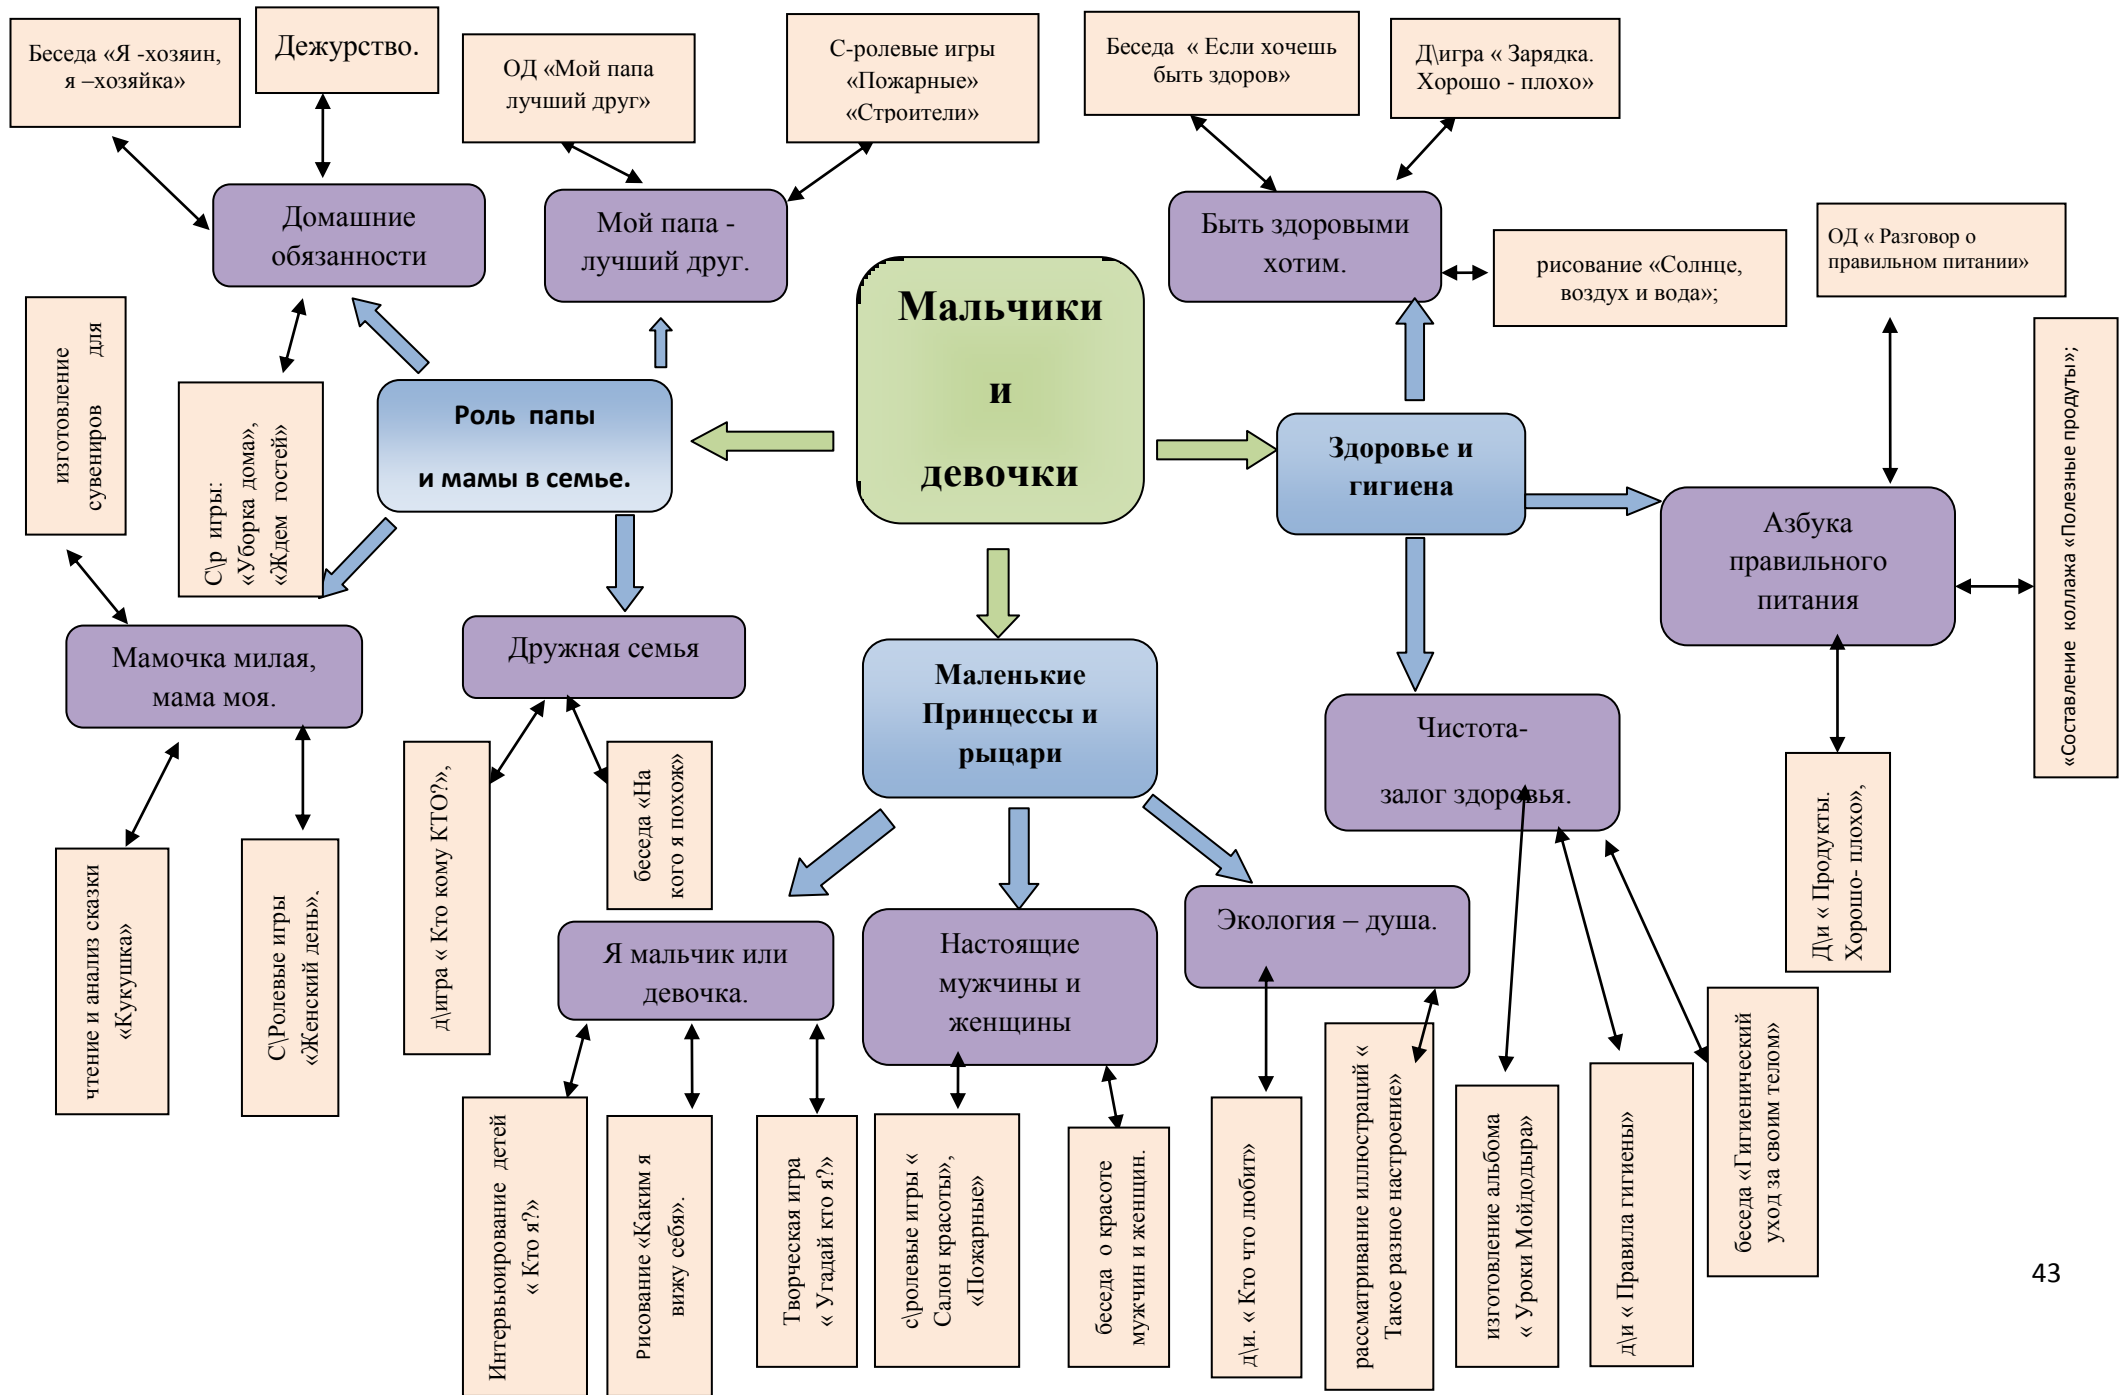 Беседа «Я -хозяин,
я –хозяйка»
Дежурство.
ОД «Мой папа
лучший друг»
С-ролевые игры
«Пожарные»
«Строители»
Беседа « Если хочешь
быть здоров»
Д\игра « Зарядка.
Хорошо - плохо»
Домашние
обязанности
Мой папа -
лучший друг.
Быть здоровыми
хотим.
ОД « Разговор о
правильном питании»
рисование «Солнце,
воздух и вода»;
Мальчики
и
девочки
изготовление
сувениров для
С\р игры:
«Уборка дома»,
«Ждем гостей»
Роль папы
и мамы в семье.
Здоровье и
гигиена
Азбука
правильного
питания
«Составление коллажа «Полезные продуты»;
Мамочка милая,
мама моя.
Дружная семья
Маленькие
Принцессы и
рыцари
Чистота-
залог здоровья.
д\игра « Кто кому КТО?»,
беседа «На
кого я похож»
Д\и « Продукты.
Хорошо- плохо»,
чтение и анализ сказки
«Кукушка»
С\Ролевые игры
«Женский день».
Я мальчик или
девочка.
Настоящие
мужчины и
женщины
Экология – душа.
Интервьюирование детей
« Кто я?»
Рисование «Каким я
вижу себя».
Творческая игра
« Угадай кто я?»
с\ролевые игры «
Салон красоты»,
«Пожарные»
беседа о красоте
мужчин и женщин.
д\и. « Кто что любит»
рассматривание иллюстраций «
Такое разное настроение»
изготовление альбома
« Уроки Мойдодыра»
д\и « Правила гигиены»
беседа «Гигиенический
уход за своим телом»
43